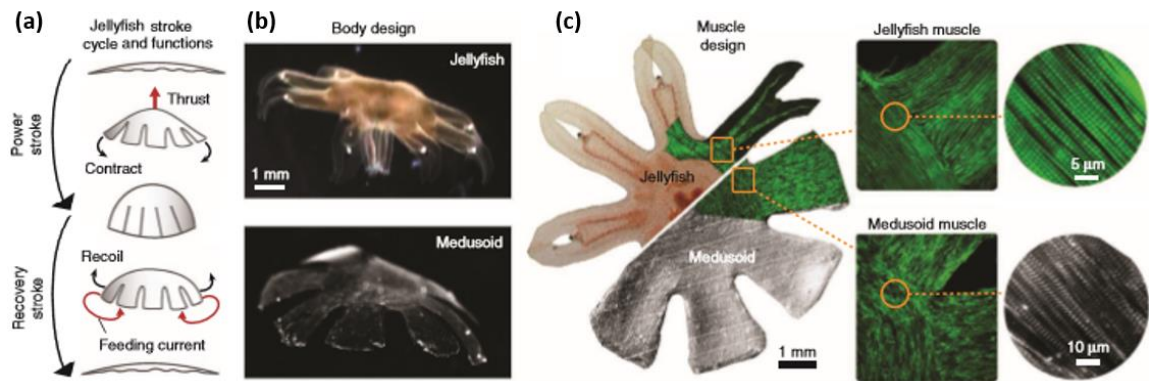 (a)
Jellyfish stroke
cycle and functions
Power
stroke
Thrust
Contract
Recovery
stroke
Recoil
Feeding current
(b)
Body design
Jellyfish
1 mm
Medusoid
(c)
Muscle
design
Jellyfish
Medusoid
1 mm
Jellyfish muscle
5 μm
Medusoid muscle
10 μm